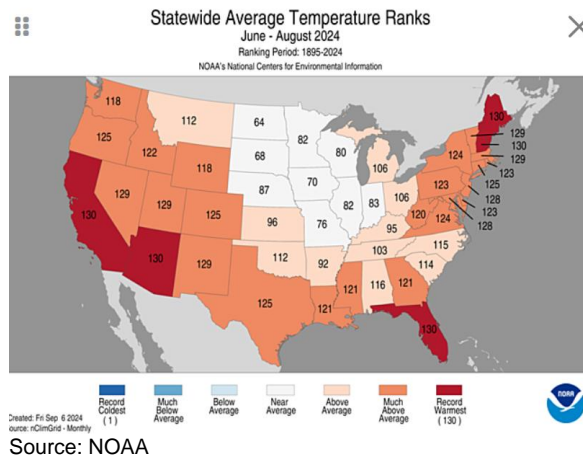 Statewide Average Temperature Ranks
June - August 2024
Ranking Period: 1895-2024
NOAA's National Centers for Environmental Information
118
125
112
122
118
130
129
129
125
130
129
64
68
87
96
112
125
82
70
76
92
121
80
82
83
106
106
95
103
121
116
121
130
115
114
120
124
123
124
130
129
130
129
123
125
128
123
128
Record
Coldest
( 1 )
Much
Below
Average
Below
Average
Near
Average
Above
Average
Much
Above
Average
Record
Warmest
( 130 )
NOAA
Created: Fri Sep 6 2024
Source: nClimGrid - Monthly
Source: NOAA